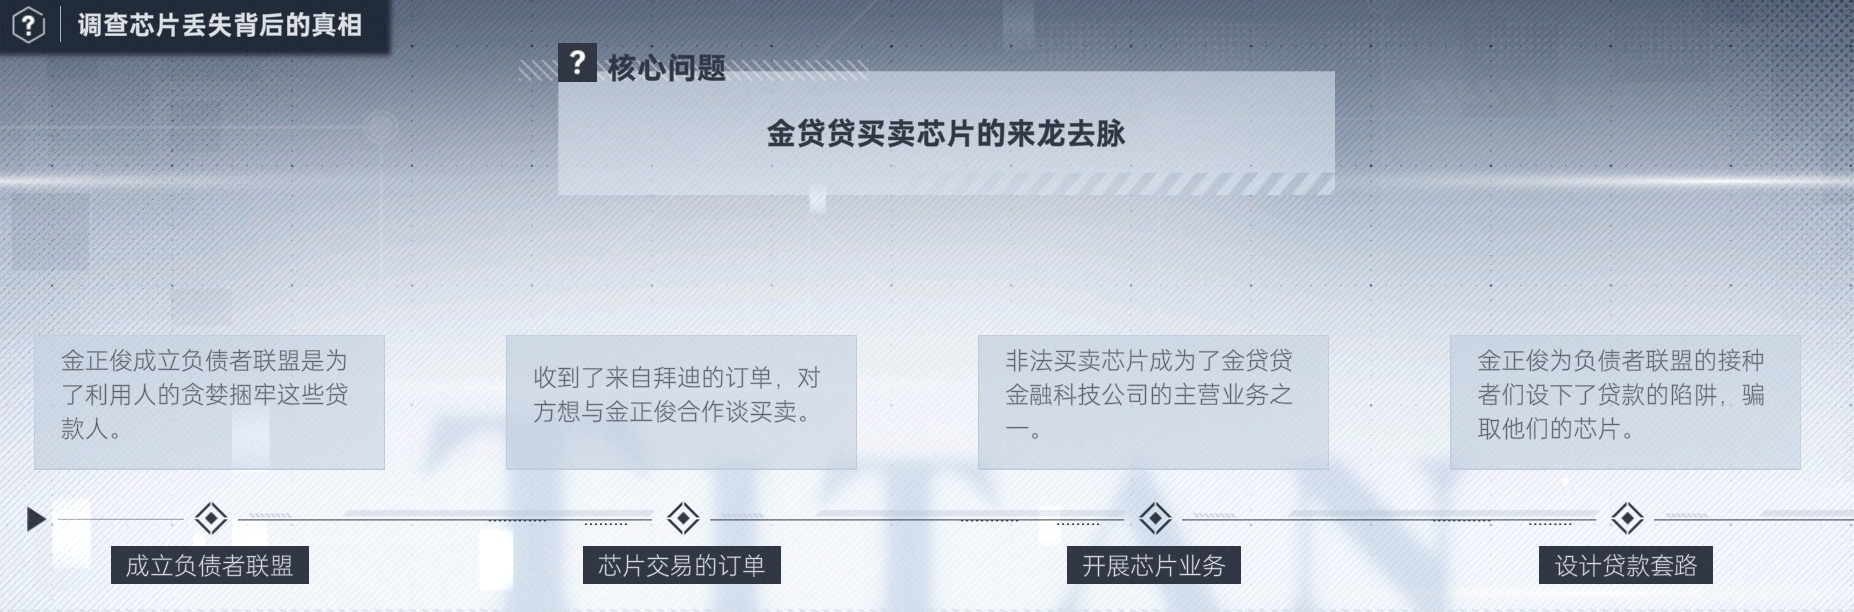 调查芯片丢失背后的真相
核心问题
金贷贷买卖芯片的来龙去脉
金正俊成立负债者联盟是为
了利用人的贪婪捆牢这些贷
款人。
收到了来自拜迪的订单，对
方想与金正俊合作谈买卖。
非法买卖芯片成为了金贷贷
金融科技公司的主营业务之
一。
金正俊为负债者联盟的接种
者们设下了贷款的陷阱，骗
取他们的芯片。
TITAN
成立负债者联盟
芯片交易的订单
开展芯片业务
设计贷款套路